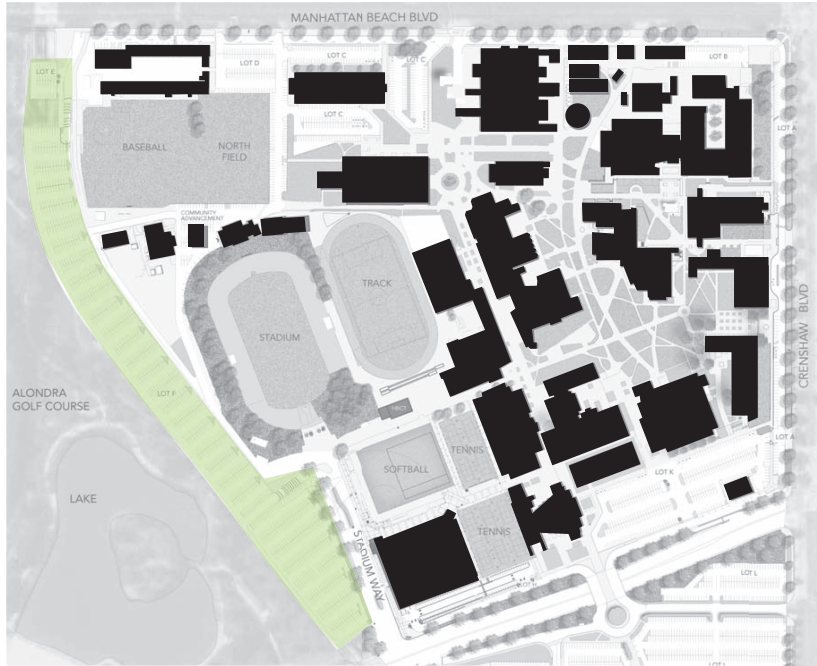 MANHATTAN BEACH BLVD
LOT E
LOT D
LOT C
LOT C
LOT B
LOT C
LOT A
BASEBALL
NORTH
FIELD
COMMUNITY
ADVANCEMENT
TRACK
STADIUM
CRENSHAW BLVD
ALONDRA
GOLF COURSE
LOT F
LOT A
TENNIS
SOFTBALL
LOT K
LAKE
TENNIS
STADIUM WAY
LOT H
LOT L